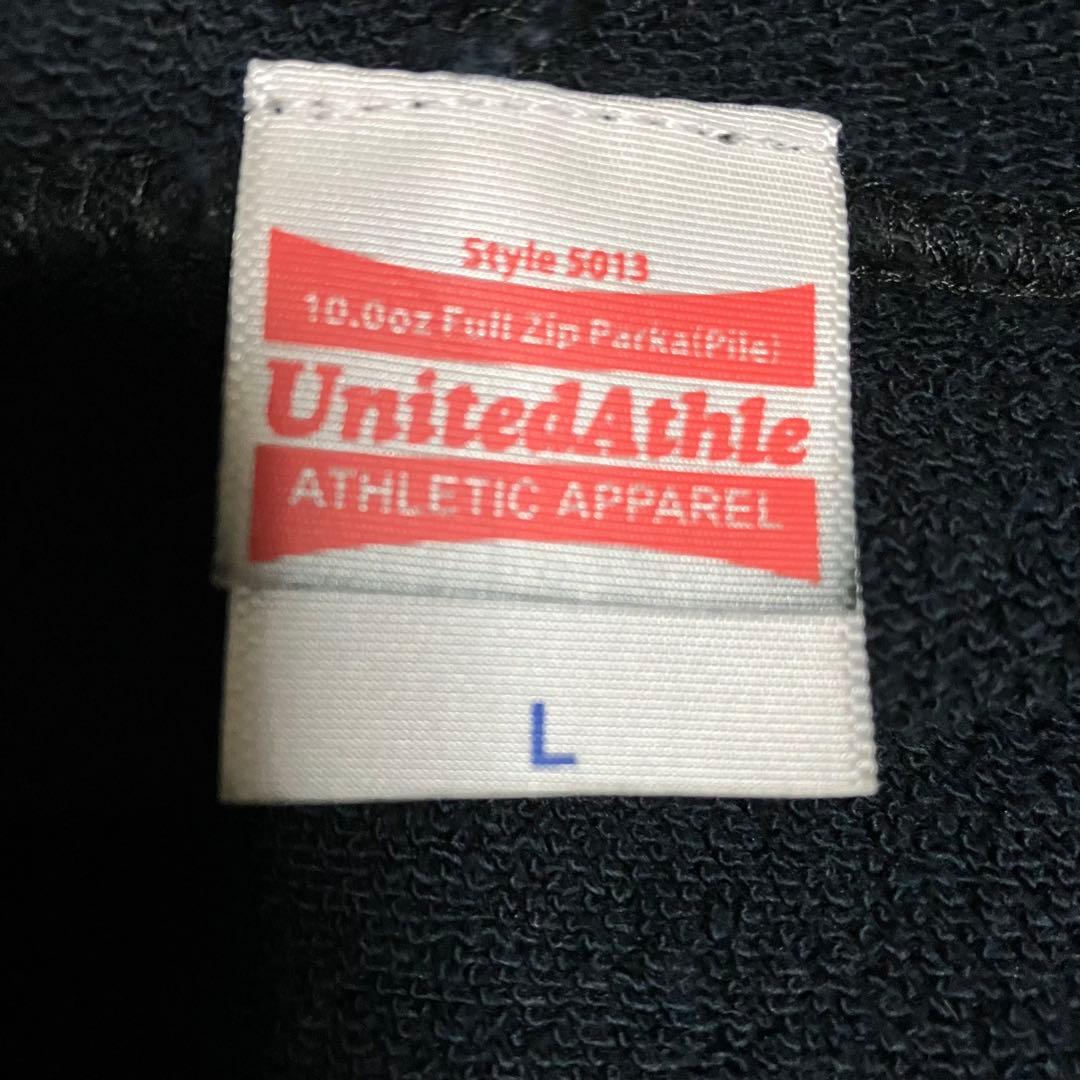 Style 5013
10.0oz Full Zip Parka(Pile)
UnitedAthle
ATHLETIC APPAREL
L